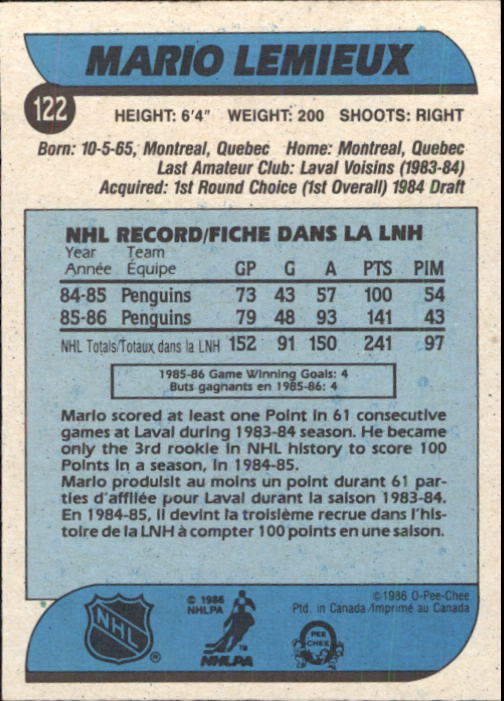 MARIO LEMIEUX
122
HEIGHT: 6'4" WEIGHT: 200 SHOOTS: RIGHT
Born: 10-5-65, Montreal, Quebec Home: Montreal, Quebec
Last Amateur Club: Laval Voisins (1983-84)
Acquired: 1st Round Choice (1st Overall) 1984 Draft
NHL RECORD/FICHE DANS LA LNH
Year Team
Année Équipe GP G A PTS PIM
84-85 Penguins 73 43 57 100 54
85-86 Penguins 79 48 93 141 43
NHL Totals/Totaux dans la LNH 152 91 150 241 97
1985-86 Game Winning Goals: 4
Buts gagnants en 1985-86: 4
Mario scored at least one Point in 61 consecutive
games at Laval during 1983-84 season. He became
only the 3rd rookie in NHL history to score 100
Points in a season, in 1984-85.
Mario produisit au moins un point durant 61 par-
ties d'affilée pour Laval durant la saison 1983-84.
En 1984-85, il devint la troisième recrue dans l'his-
toire de la LNH à compter 100 points en une saison.
NHL
®
© 1986
NHLPA
TM
NHLPA
©1986 O-Pee-Chee
Ptd. in Canada/Imprimé au Canada
PEE
CHEE